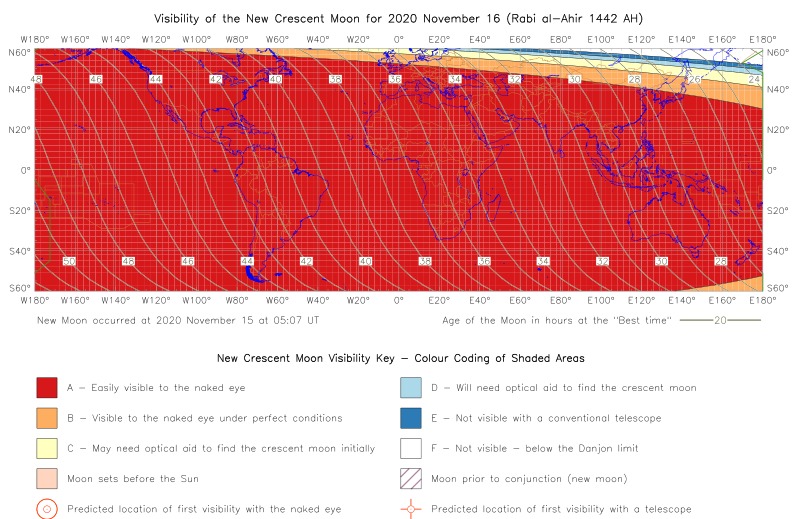 Visibility of the New Crescent Moon for 2020 November 16 (Rabi al-Ahir 1442 AH)
W180° W160° W140° W120° W100° W80° W60° W40° W20° 0° E20° E40° E60° E80° E100° E120° E140° E160° E180°
N60° N60°
48 46 44 42 40 38 36 34 32 30 28 26 24
N40° N40°
N20° N20°
0° 0°
S20° S20°
S40° S40°
50 48 46 44 42 40 38 36 34 32 30 28
S60° S60°
W180° W160° W140° W120° W100° W80° W60° W40° W20° 0° E20° E40° E60° E80° E100° E120° E140° E160° E180°
New Moon occurred at 2020 November 15 at 05:07 UT
Age of the Moon in hours at the "Best time" 20
New Crescent Moon Visibility Key – Colour Coding of Shaded Areas
A – Easily visible to the naked eye
D – Will need optical aid to find the crescent moon
B – Visible to the naked eye under perfect conditions
E – Not visible with a conventional telescope
C – May need optical aid to find the crescent moon initially
F – Not visible – below the Danjon limit
Moon sets before the Sun
Moon prior to conjunction (new moon)
Predicted location of first visibility with the naked eye
Predicted location of first visibility with a telescope